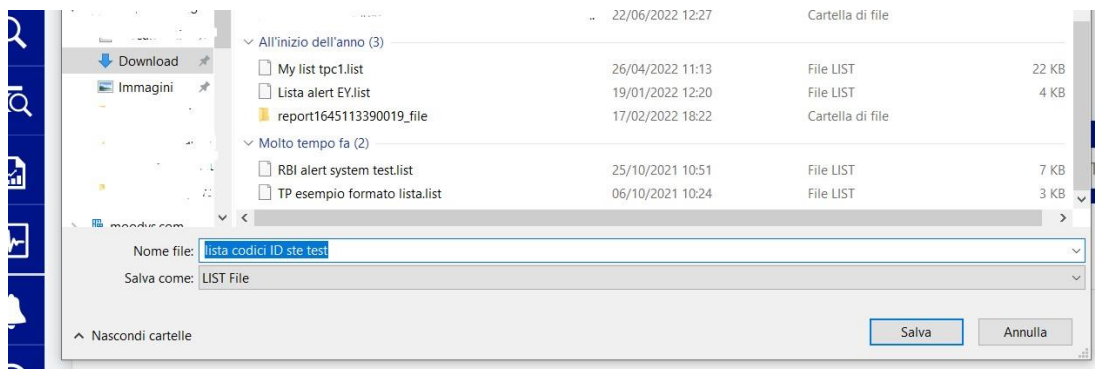 22/06/2022 12:27 Cartella di file
All'inizio dell'anno (3)
Download
My list tpc1.list 26/04/2022 11:13 File LIST 22 KB
Immagini
Lista alert EY.list 19/01/2022 12:20 File LIST 4 KB
report1645113390019_file 17/02/2022 18:22 Cartella di file
Molto tempo fa (2)
RBI alert system test.list 25/10/2021 10:51 File LIST 7 KB
TP esempio formato lista.list 06/10/2021 10:24 File LIST 3 KB
Nome file: lista codici ID ste test
Salva come: LIST File
Nascondi cartelle Salva Annulla